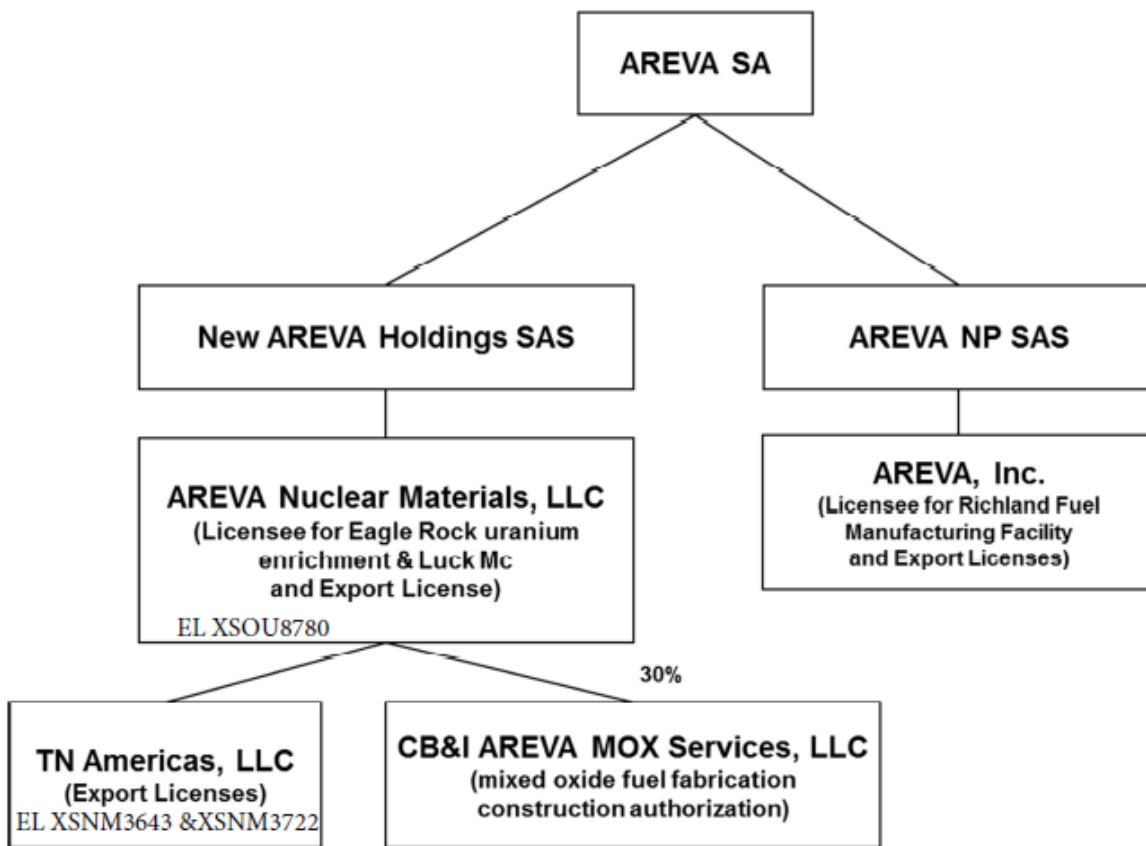 AREVA SA
New AREVA Holdings SAS
AREVA NP SAS
AREVA Nuclear Materials, LLC
(Licensee for Eagle Rock uranium
enrichment & Luck Mc
and Export License)
EL XSOU8780
AREVA, Inc.
(Licensee for Richland Fuel
Manufacturing Facility
and Export Licenses)
30%
TN Americas, LLC
(Export Licenses)
EL XSNM3643 &XSNM3722
CB&I AREVA MOX Services, LLC
(mixed oxide fuel fabrication
construction authorization)